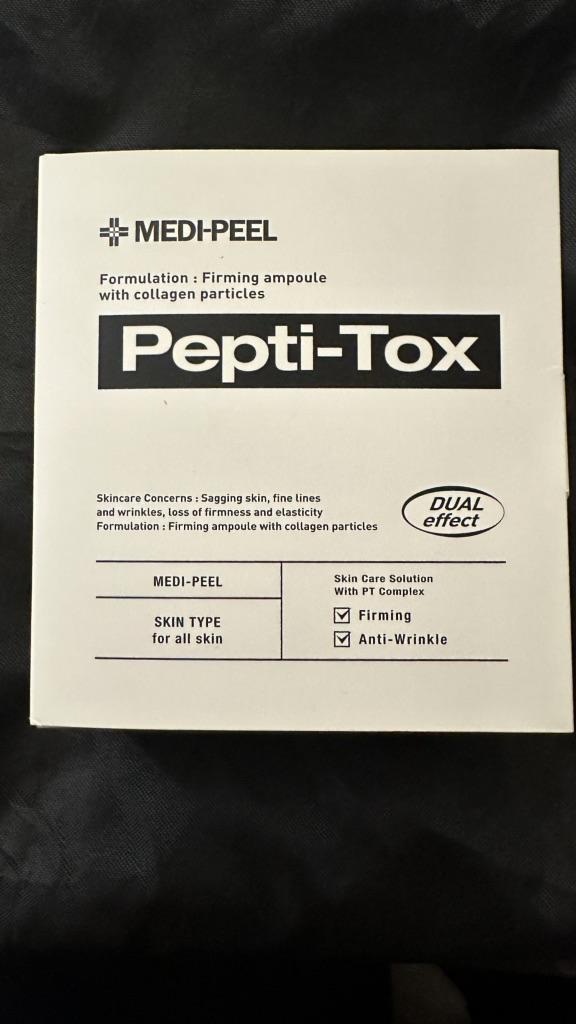 MEDI-PEEL
Formulation : Firming ampoule
with collagen particles
Pepti-Tox
Skincare Concerns : Sagging skin, fine lines
and wrinkles, loss of firmness and elasticity
Formulation : Firming ampoule with collagen particles
DUAL
effect
MEDI-PEEL
SKIN TYPE
for all skin
Skin Care Solution
With PT Complex
Firming
Anti-Wrinkle